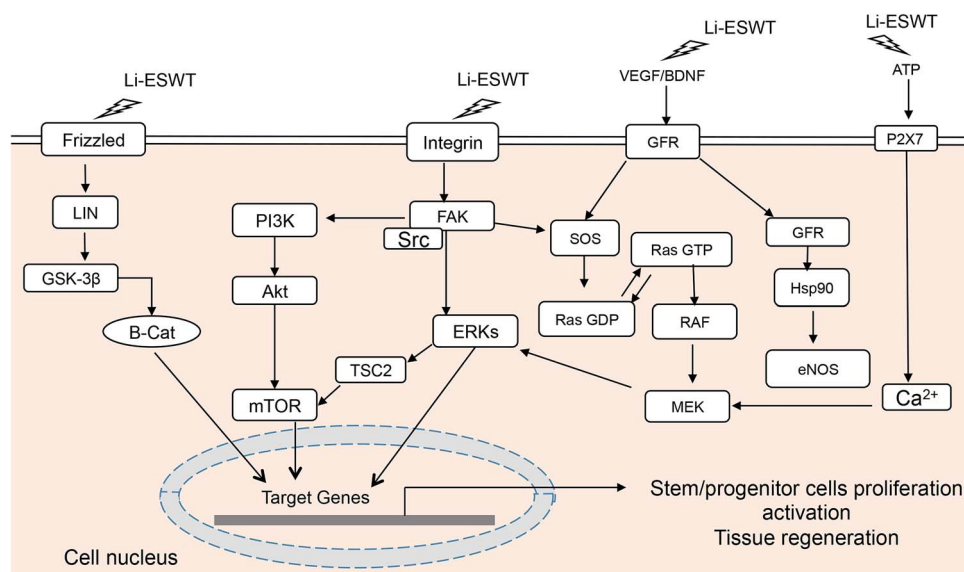 Li-ESWT
Li-ESWT
Li-ESWT
Li-ESWT
VEGF/BDNF
ATP
Frizzled
Integrin
GFR
P2X7
LIN
PI3K
FAK
Src
SOS
Ras GTP
GFR
GSK-3β
Akt
Hsp90
B-Cat
ERKs
Ras GDP
RAF
TSC2
eNOS
mTOR
MEK
Ca²⁺
Target Genes
Stem/progenitor cells proliferation
activation
Tissue regeneration
Cell nucleus